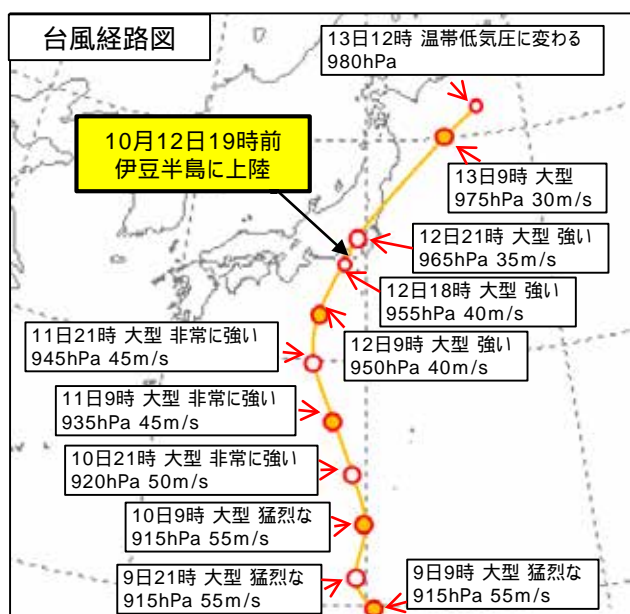 台風経路図
13日12時 温帯低気圧に変わる
980hPa
10月12日19時前
伊豆半島に上陸
13日9時 大型
975hPa 30m/s
12日21時 大型 強い
965hPa 35m/s
12日18時 大型 強い
955hPa 40m/s
12日9時 大型 強い
950hPa 40m/s
11日21時 大型 非常に強い
945hPa 45m/s
11日9時 大型 非常に強い
935hPa 45m/s
10日21時 大型 非常に強い
920hPa 50m/s
10日9時 大型 猛烈な
915hPa 55m/s
9日21時 大型 猛烈な
915hPa 55m/s
9日9時 大型 猛烈な
915hPa 55m/s